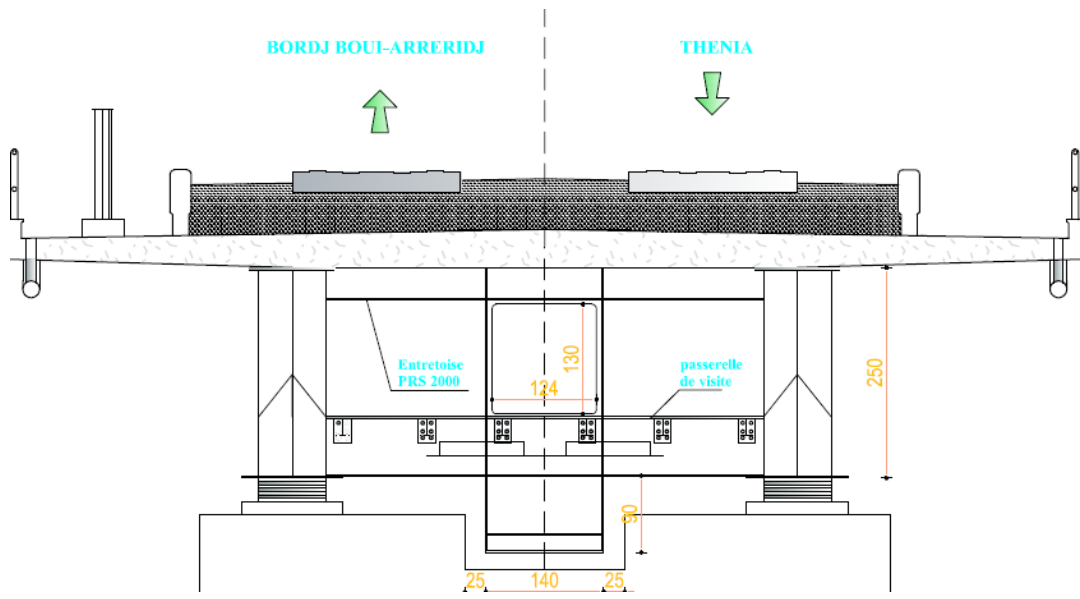 BORDJ BOUI-ARRERIDJ
THENIA
Entretoise
PRS 2000
130
124
passerelle
de visite
250
90
25
140
25